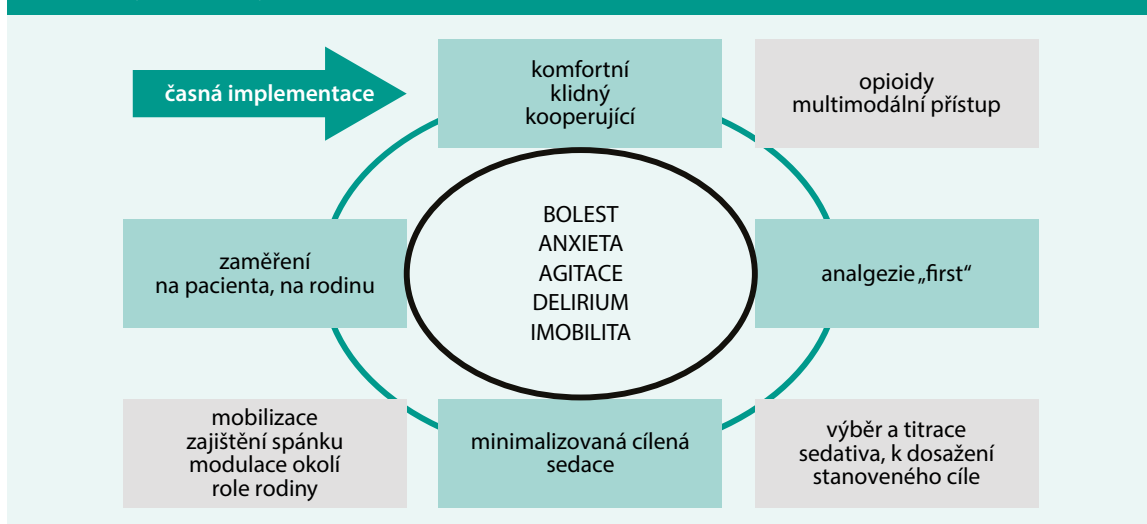 časná implementace
komfortní
klidný
kooperující
opioidy
multimodální přístup
zaměření
na pacienta, na rodinu
BOLEST
ANXIETA
AGITACE
DELIRIUM
IMOBILITA
analgezie „first“
mobilizace
zajištění spánku
modulace okolí
role rodiny
minimalizovaná cílená
sedace
výběr a titrace
sedativa, k dosažení
stanoveného cíle